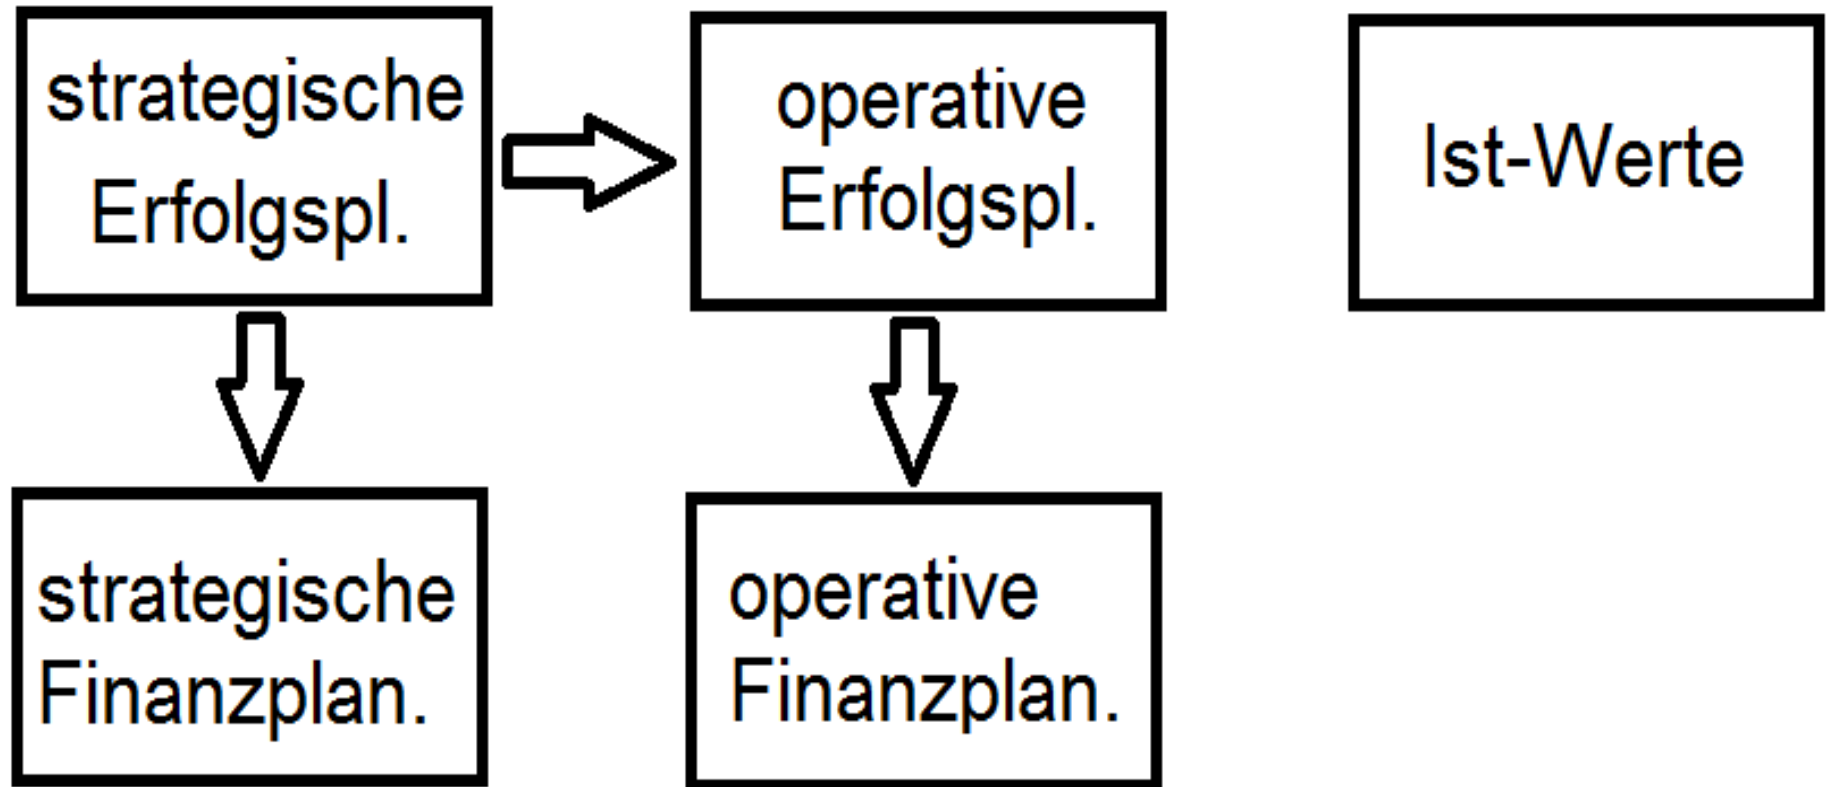 strategische
Erfolgspl.
operative
Erfolgspl.
Ist-Werte
strategische
Finanzplan.
operative
Finanzplan.